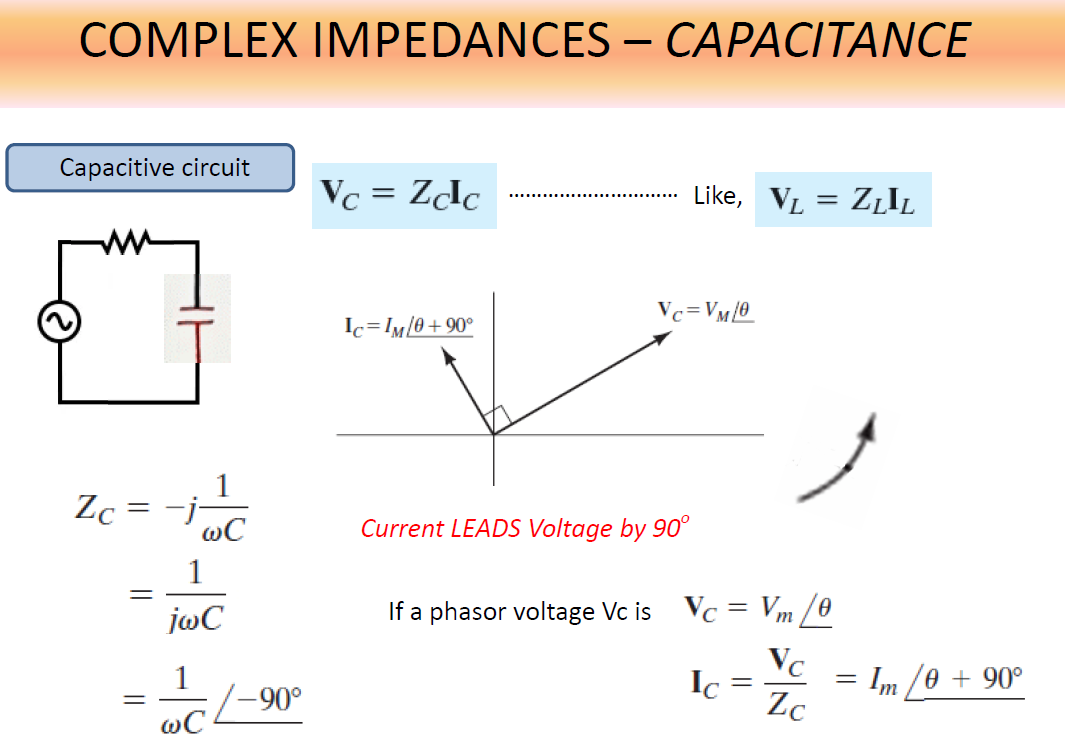 COMPLEX IMPEDANCES – CAPACITANCE
Capacitive circuit
V_C = Z_C I_C ................................ Like, V_L = Z_L I_L
I_C = I_M∠θ + 90°
V_C = V_M∠θ
Z_C = −j 1/ωC
= 1/jωC
= 1/ωC ∠−90°
Current LEADS Voltage by 90°
If a phasor voltage Vc is V_C = V_m∠θ
I_C = V_C/Z_C = I_m∠θ + 90°